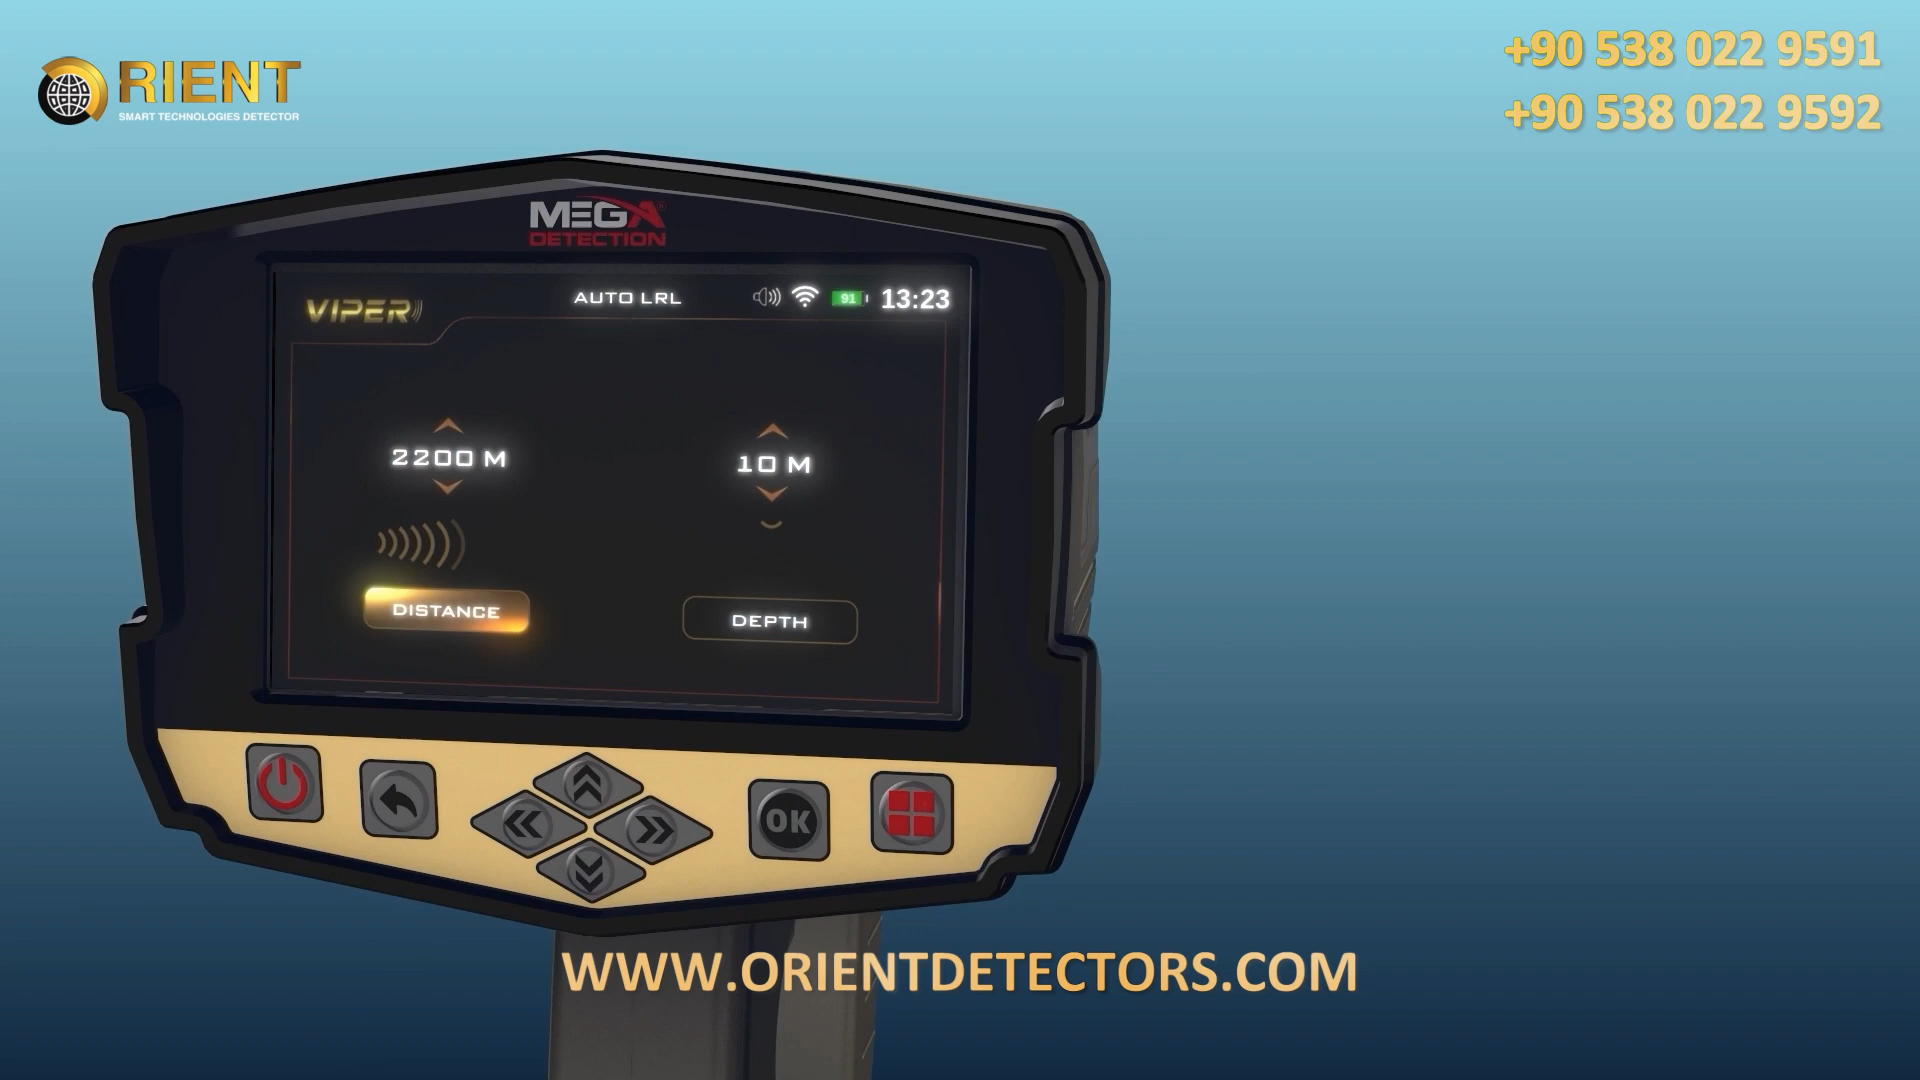 ORIENT
SMART TECHNOLOGIES DETECTOR
+90 538 022 9591
+90 538 022 9592
MEGA
DETECTION
VIPER
AUTO LRL
91
13:23
2200 M
10 M
DISTANCE
DEPTH
OK
WWW.ORIENTDETECTORS.COM